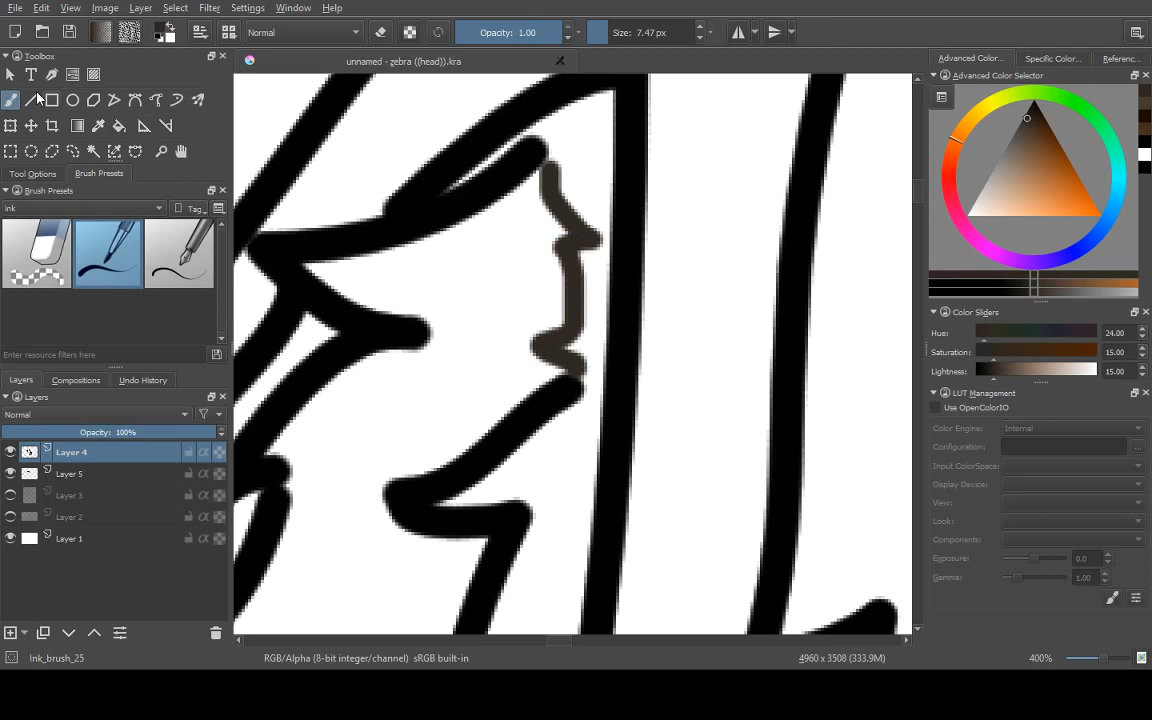 File Edit View Image Layer Select Filter Settings Window Help
Normal Opacity: 1.00 Size: 7.47 px
Toolbox
unnamed - zebra ((head)).kra
Advanced Color... Specific Color... Referenc...
Advanced Color Selector
Tool Options Brush Presets
Brush Presets
ink Tag
Enter resource filters here
Color Sliders
Hue: 24.00
Saturation: 15.00
Lightness: 15.00
Layers Compositions Undo History
Layers
Normal
Opacity: 100%
Layer 4
Layer 5
Layer 3
Layer 2
Layer 1
LUT Management
Use OpenColorIO
Color Engine: Internal
Configuration: ...
Input ColorSpace:
Display Device:
View:
Look:
Components:
Exposure: 0.0
Gamma: 1.00
Ink_brush_25 RGB/Alpha (8-bit integer/channel) sRGB built-in 4960 x 3508 (333.9M) 400%